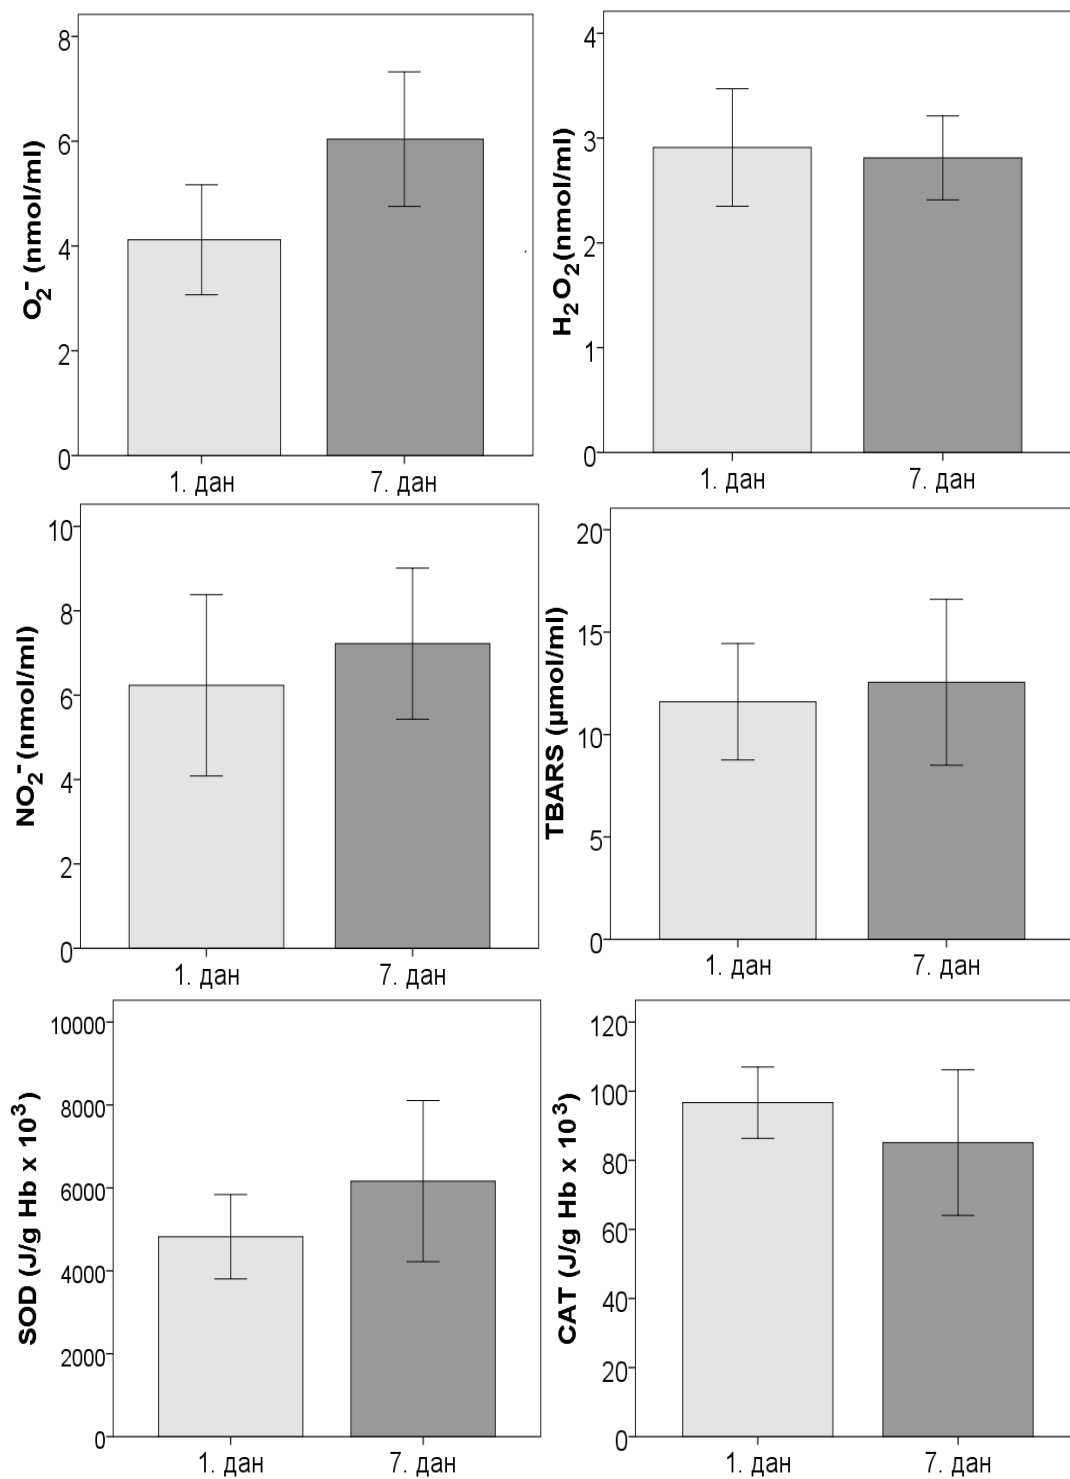 O₂⁻ (nmol/ml)
8
6
4
2
0
1. дан 7. дан
H₂O₂(nmol/ml)
4
3
2
1
0
1. дан 7. дан
NO₂⁻ (nmol/ml)
10
8
6
4
2
0
1. дан 7. дан
TBARS (µmol/ml)
20
15
10
5
0
1. дан 7. дан
SOD (J/g Hb x 10³)
10000
8000
6000
4000
2000
0
1. дан 7. дан
CAT (J/g Hb x 10³)
120
100
80
60
40
20
0
1. дан 7. дан